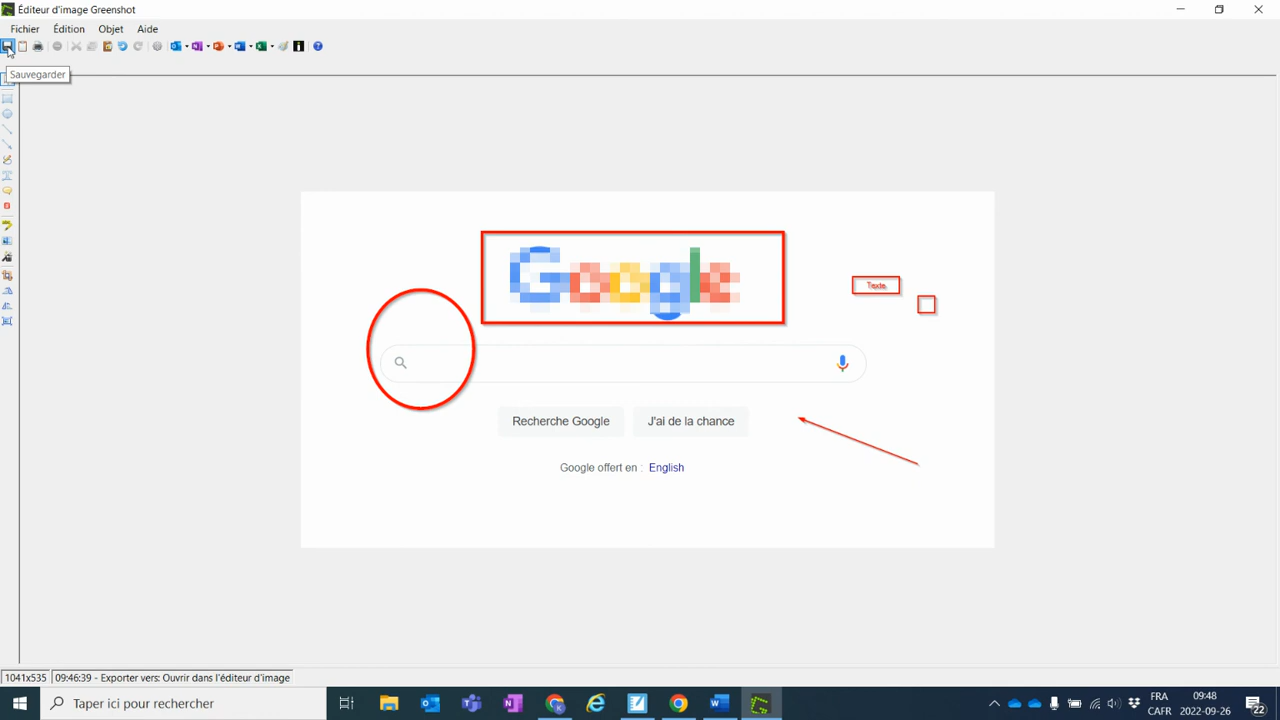 Éditeur d'image Greenshot
Fichier Édition Objet Aide
Sauvegarder
Google
Texte
Recherche Google J'ai de la chance
Google offert en : English
1041x535 09:46:39 - Exporter vers: Ouvrir dans l'éditeur d'image
Taper ici pour rechercher
FRA 09:48
CAFR 2022-09-26
22